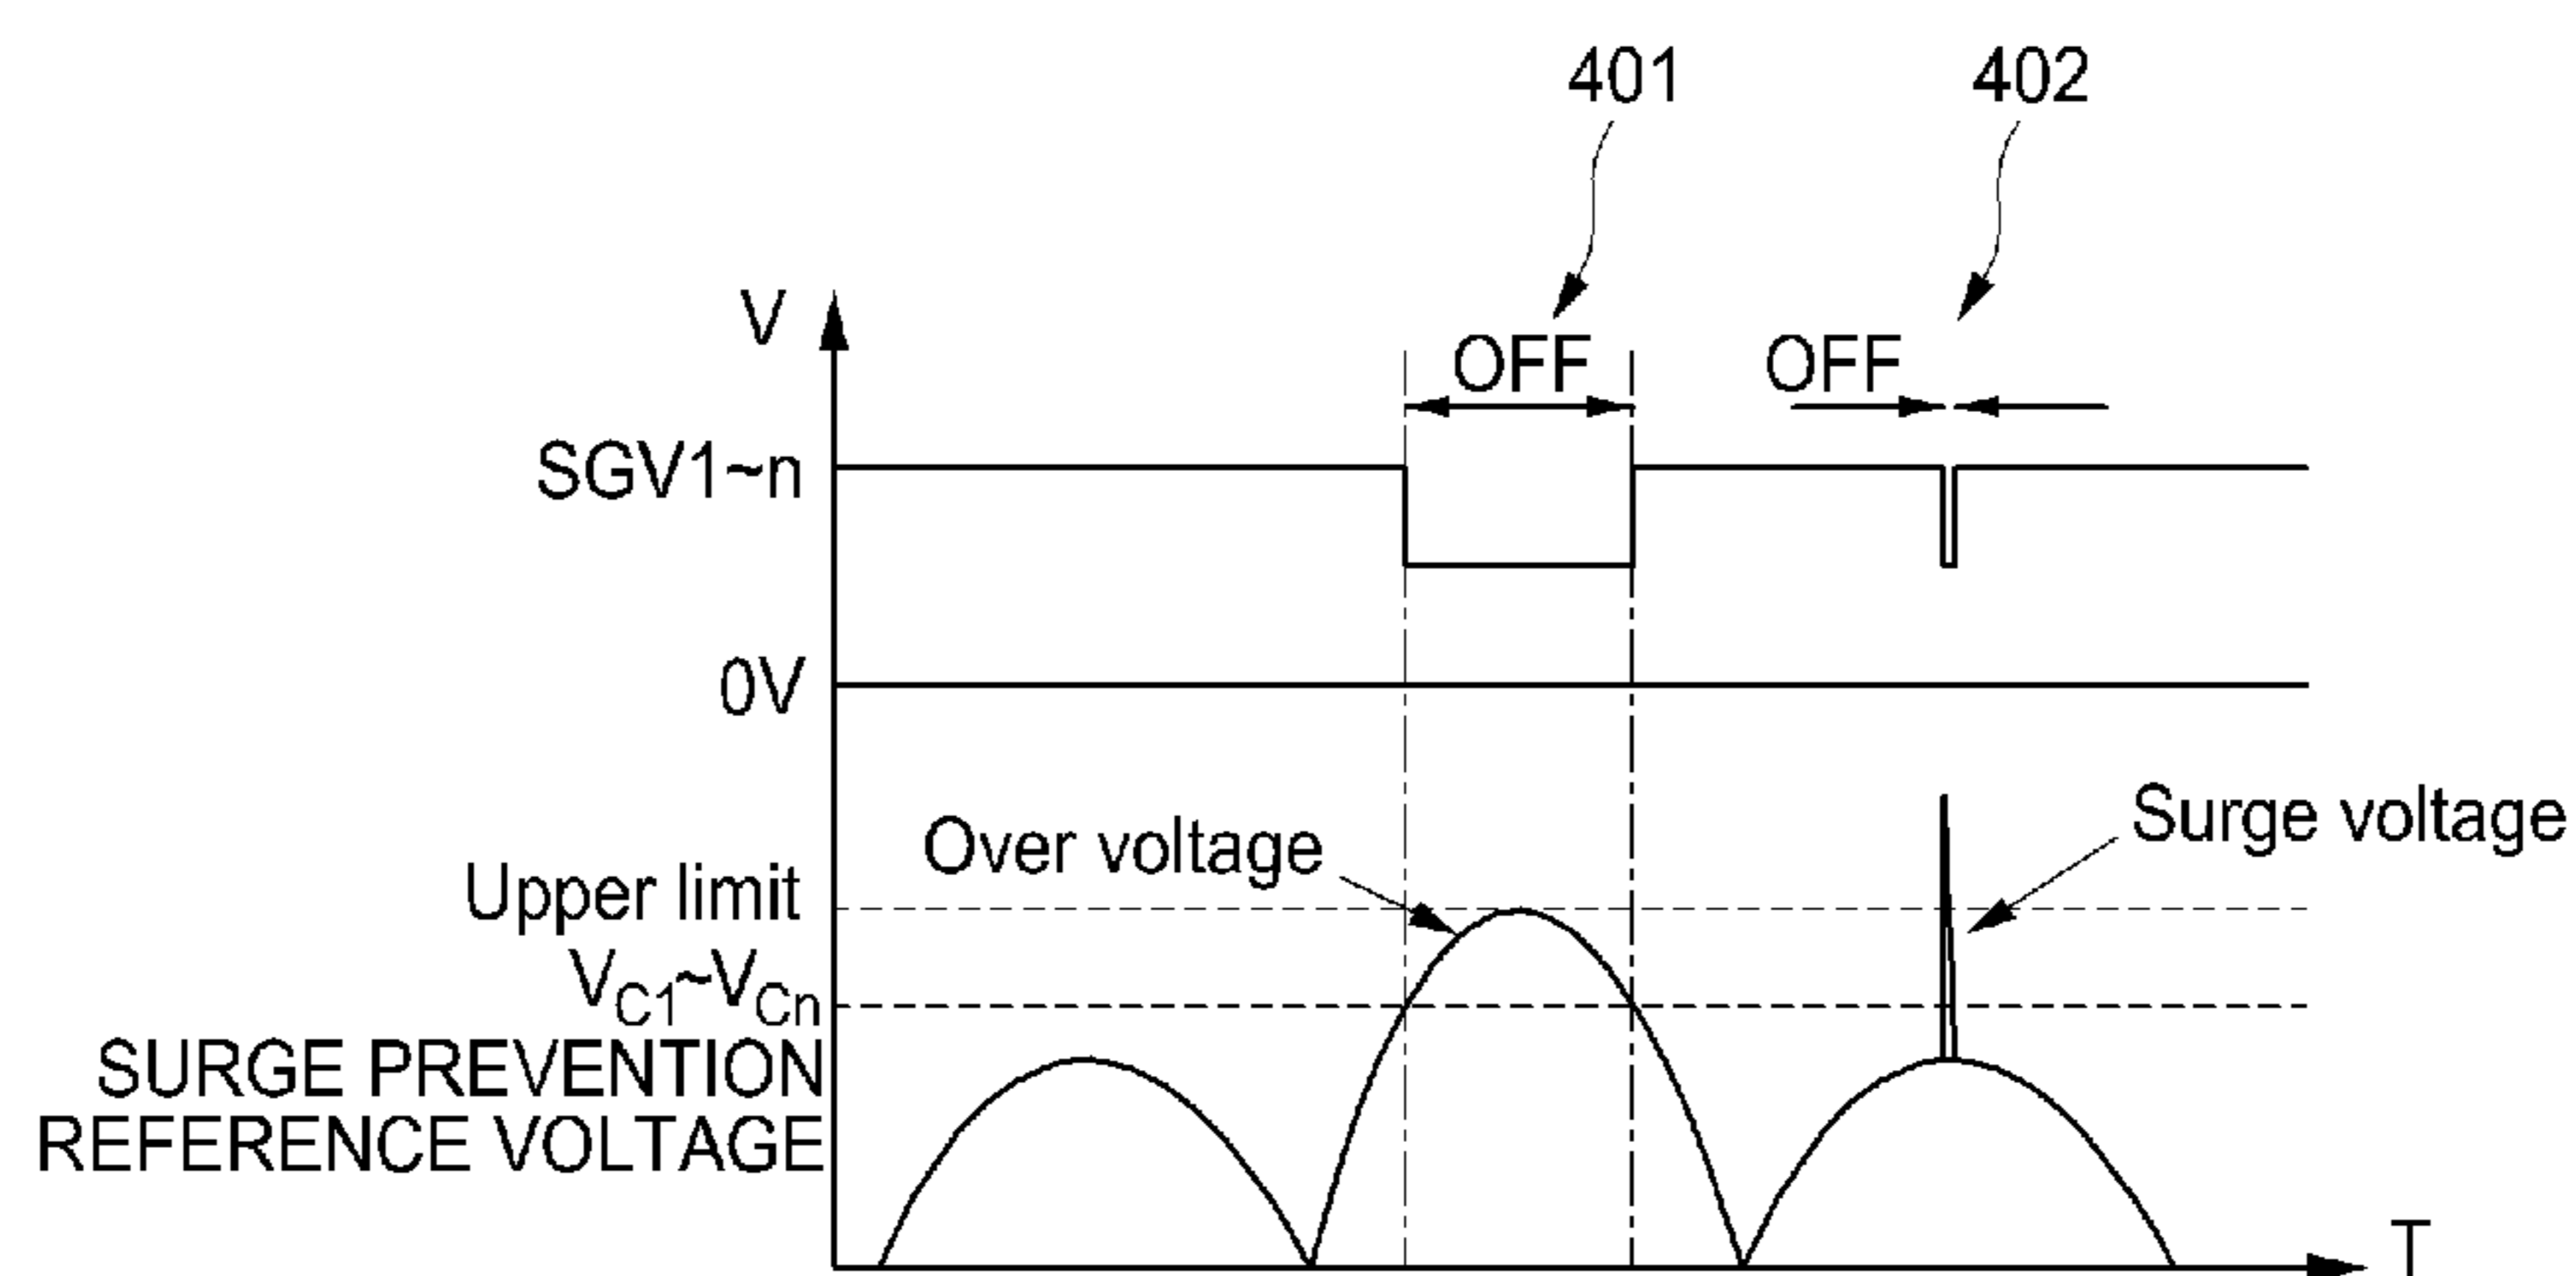 401
402
V
OFF
OFF
SGV1~n
0V
Over voltage
Surge voltage
Upper limit
VC1~VCn
SURGE PREVENTION
REFERENCE VOLTAGE
T